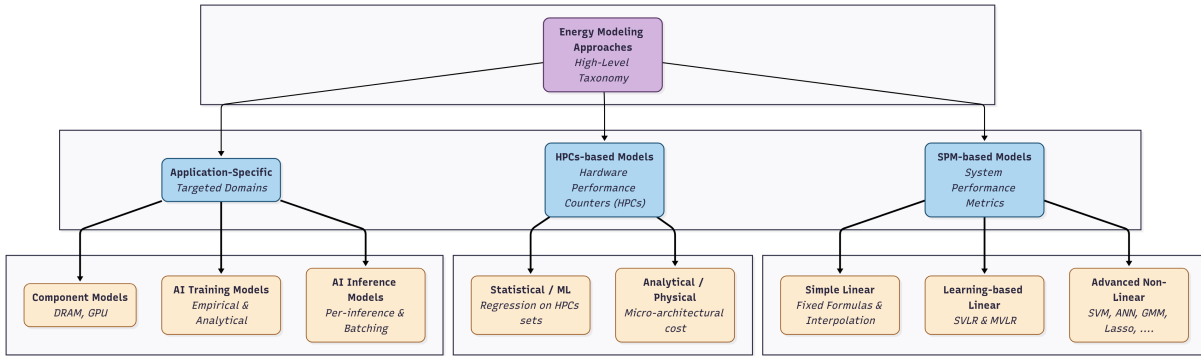 Energy Modeling
Approaches
High-Level
Taxonomy
Application-Specific
Targeted Domains
HPCs-based Models
Hardware
Performance
Counters (HPCs)
SPM-based Models
System
Performance
Metrics
Component Models
DRAM, GPU
AI Training Models
Empirical &
Analytical
AI Inference
Models
Per-inference &
Batching
Statistical / ML
Regression on HPCs
sets
Analytical /
Physical
Micro-architectural
cost
Simple Linear
Fixed Formulas &
Interpolation
Learning-based
Linear
SVLR & MVLR
Advanced Non-
Linear
SVM, ANN, GMM,
Lasso, ....